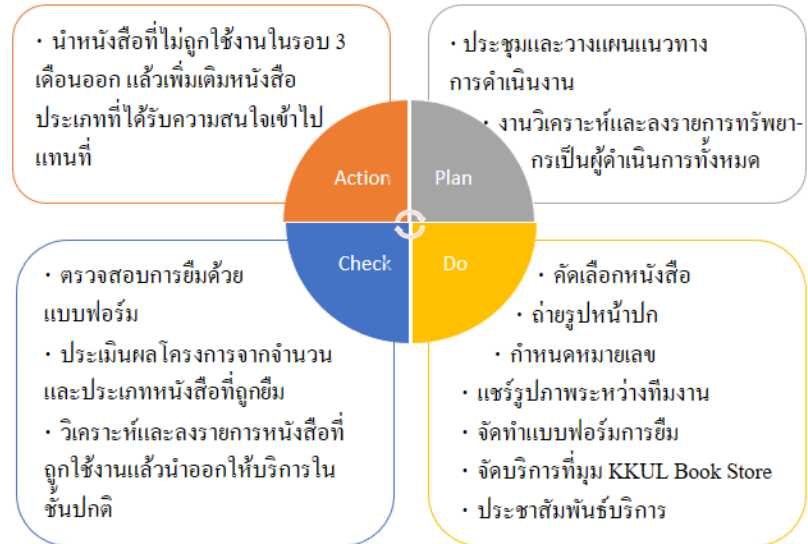 · นำหนังสือที่ไม่ถูกใช้งานในรอบ 3
เดือนออก แล้วเพิ่มเติมหนังสือ
ประเภทที่ได้รับความสนใจเข้าไป
แทนที่
· ประชุมและวางแผนแนวทาง
การดำเนินงาน
· งานวิเคราะห์และลงรายการทรัพยา-
กรเป็นผู้ดำเนินการทั้งหมด
Action
Plan
Check
Do
· ตรวจสอบการยืมด้วย
แบบฟอร์ม
· ประเมินผลโครงการจากจำนวน
และประเภทหนังสือที่ถูกยืม
· วิเคราะห์และลงรายการหนังสือที่
ถูกใช้งานแล้วนำออกให้บริการใน
ชั้นปกติ
· คัดเลือกหนังสือ
· ถ่ายรูปหน้าปก
· กำหนดหมายเลข
· แชร์รูปภาพระหว่างทีมงาน
· จัดทำแบบฟอร์มการยืม
· จัดบริการที่มุม KKUL Book Store
· ประชาสัมพันธ์บริการ